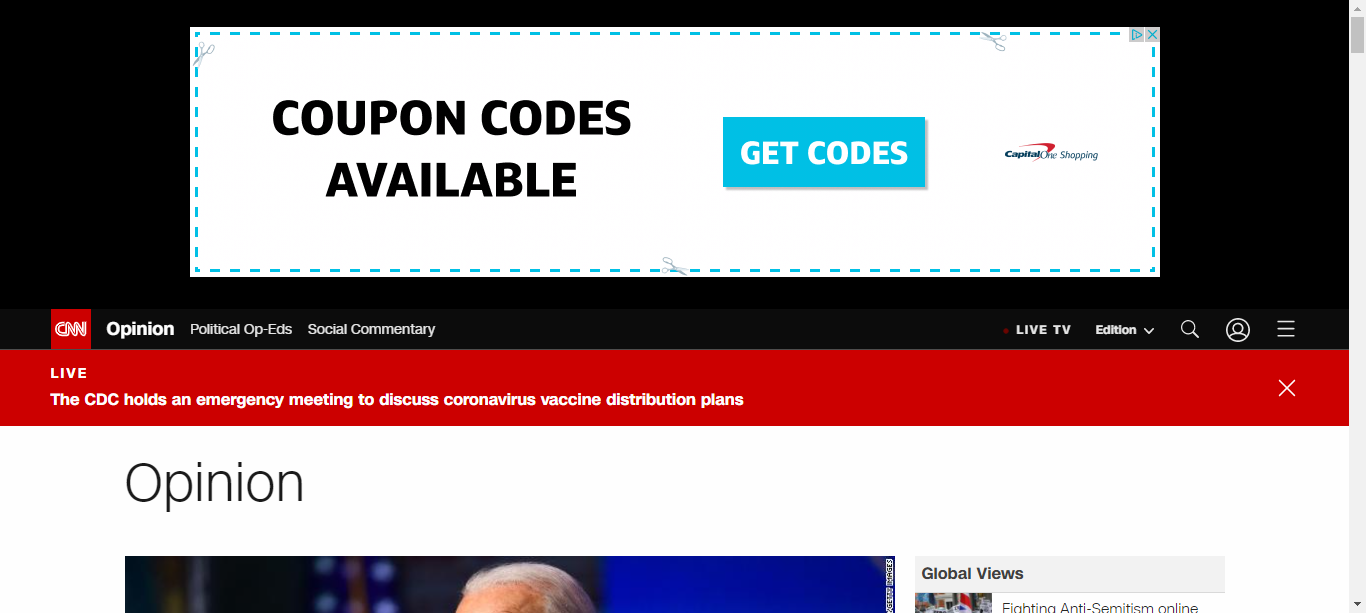 COUPON CODES
AVAILABLE
GET CODES
CapitalOne Shopping
CNN Opinion Political Op-Eds Social Commentary LIVE TV Edition
LIVE
The CDC holds an emergency meeting to discuss coronavirus vaccine distribution plans
Opinion
GETTY IMAGES
Global Views
Fighting Anti-Semitism online